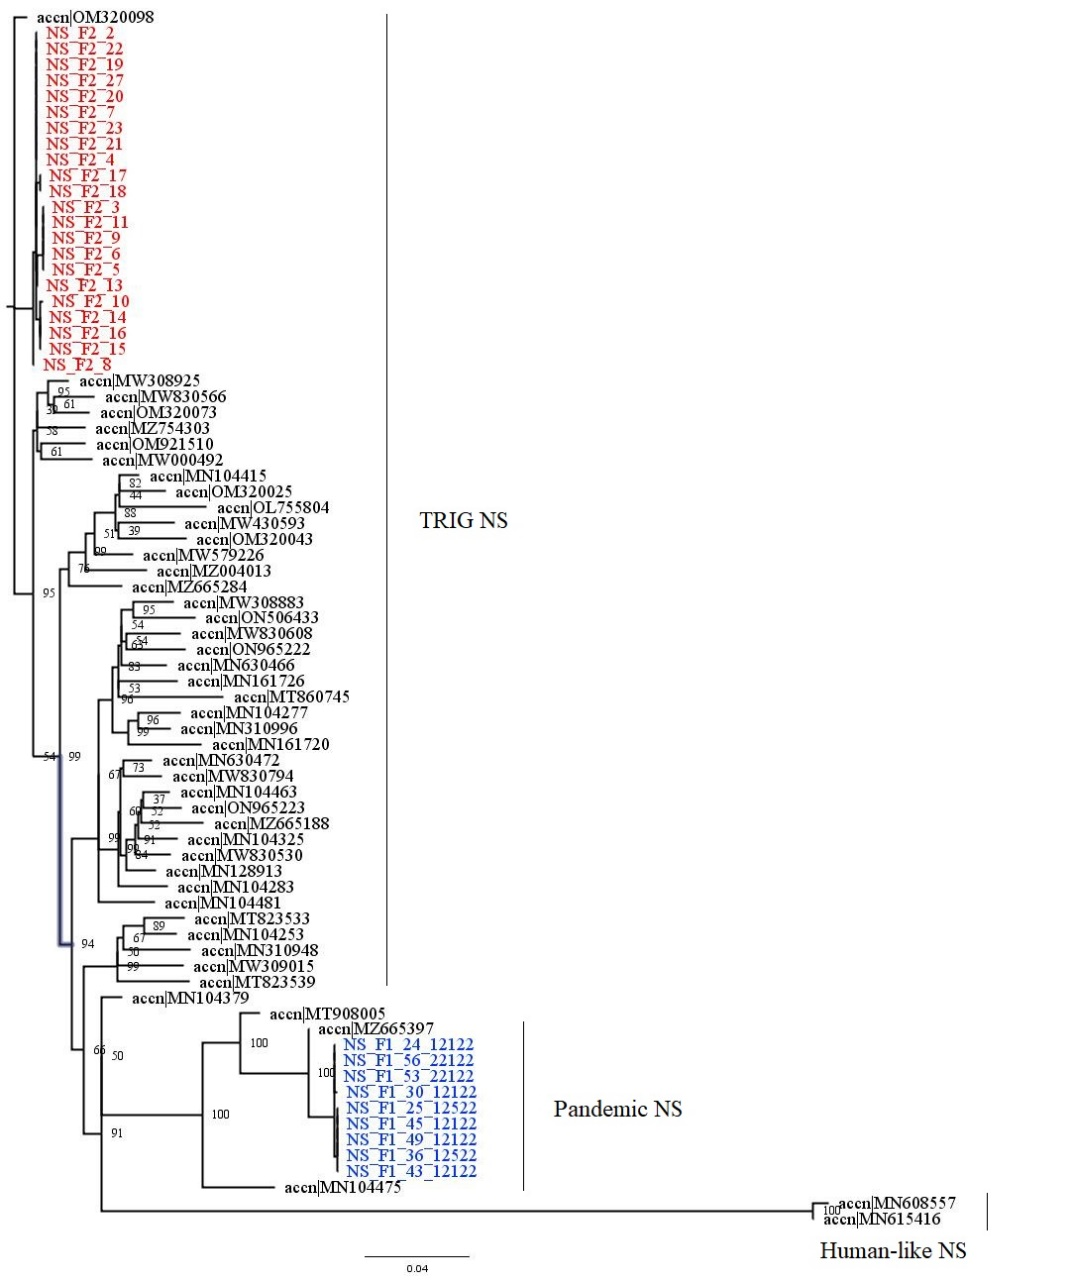 accn|OM320098
NS_F2_2
NS_F2_22
NS_F2_19
NS_F2_27
NS_F2_20
NS_F2_7
NS_F2_23
NS_F2_21
NS_F2_4
NS_F2_17
NS_F2_18
NS_F2_3
NS_F2_11
NS_F2_9
NS_F2_6
NS_F2_5
NS_F2_13
NS_F2_10
NS_F2_14
NS_F2_16
NS_F2_15
NS_F2_8
accn|MW308925
95
accn|MW830566
61
39
accn|OM320073
58
accn|MZ754303
accn|OM921510
61
accn|MW000492
accn|MN104415
82
accn|OM320025
44
accn|OL755804
88
accn|MW430593
TRIG NS
51
39
accn|OM320043
99
accn|MW579226
76
accn|MZ004013
accn|MZ665284
95
accn|MW308883
95
accn|ON506433
54
accn|MW830608
54
63
accn|ON965222
83
accn|MN630466
53
accn|MN161726
96
accn|MT860745
accn|MN104277
96
accn|MN310996
99
accn|MN161720
54
99
accn|MN630472
73
67
accn|MW830794
accn|MN104463
37
accn|ON965223
52
accn|MZ665188
52
accn|MN104325
99
91
accn|MW830530
84
accn|MN128913
accn|MN104283
accn|MN104481
accn|MT823533
89
accn|MN104253
67
94
accn|MN310948
50
accn|MW309015
99
accn|MT823539
accn|MN104379
accn|MT908005
accn|MZ665397
100
NS_F1_24_12122
66
50
NS_F1_56_22122
100
NS_F1_53_22122
NS_F1_30_12122
NS_F1_25_12522
Pandemic NS
100
NS_F1_45_12122
91
NS_F1_49_12122
NS_F1_36_12522
NS_F1_43_12122
accn|MN104475
accn|MN608557
100
accn|MN615416
Human-like NS
0.04